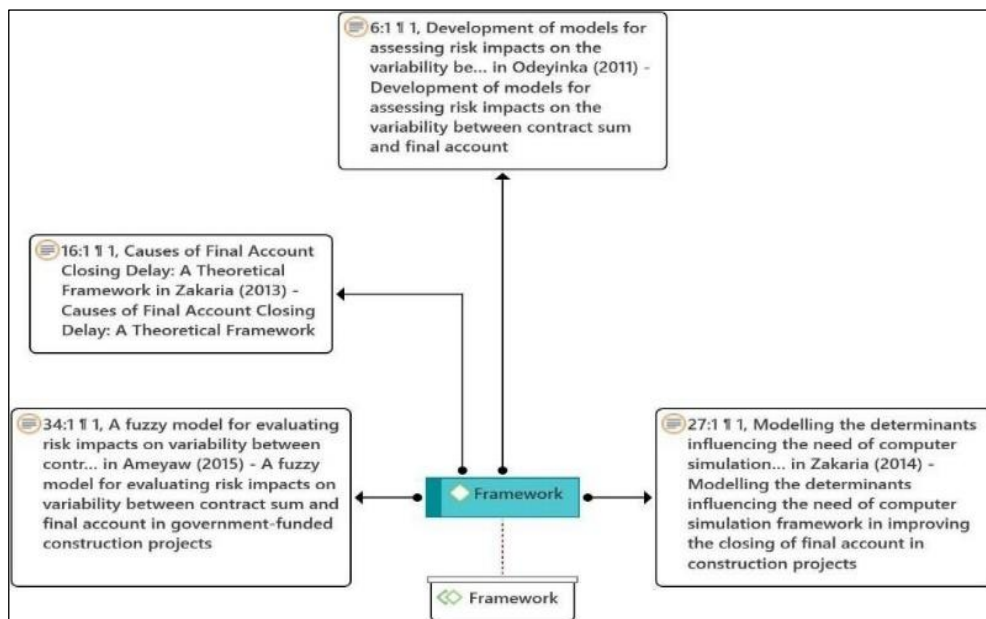 6:1 ¶ 1, Development of models for
assessing risk impacts on the
variability be... in Odeyinka (2011) -
Development of models for
assessing risk impacts on the
variability between contract sum
and final account
16:1 ¶ 1, Causes of Final Account
Closing Delay: A Theoretical
Framework in Zakaria (2013) -
Causes of Final Account Closing
Delay: A Theoretical Framework
34:1 ¶ 1, A fuzzy model for evaluating
risk impacts on variability between
contr... in Ameyaw (2015) - A fuzzy
model for evaluating risk impacts on
variability between contract sum and
final account in government-funded
construction projects
Framework
27:1 ¶ 1, Modelling the determinants
influencing the need of computer
simulation... in Zakaria (2014) -
Modelling the determinants
influencing the need of computer
simulation framework in improving
the closing of final account in
construction projects
Framework